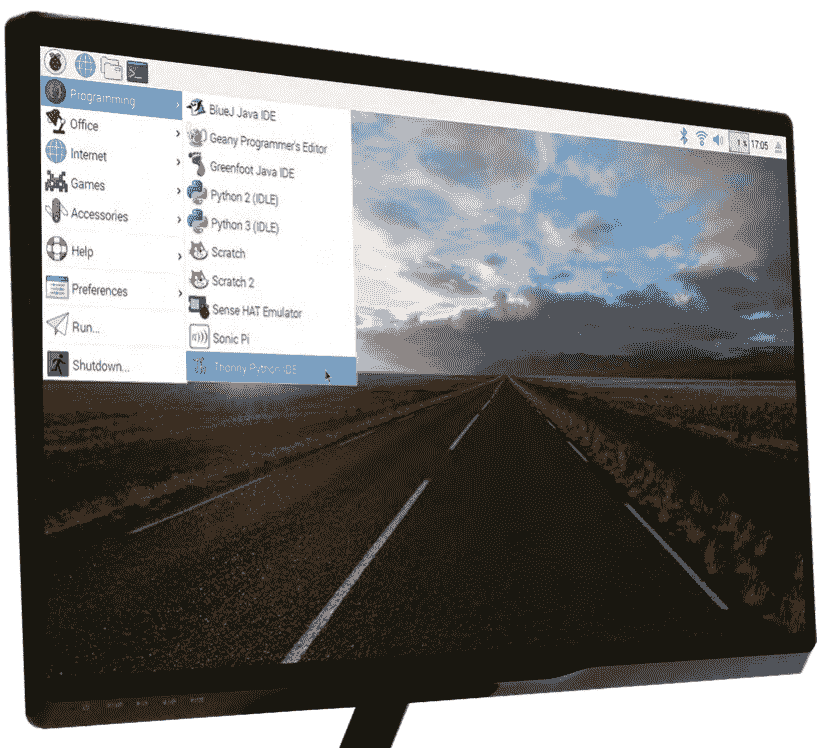 Programming
Office
Internet
Games
Accessories
Help
Preferences
Run...
Shutdown...
BlueJ Java IDE
Geany Programmer's Editor
Greenfoot Java IDE
Python 2 (IDLE)
Python 3 (IDLE)
Scratch
Scratch 2
Sense HAT Emulator
Sonic Pi
Thonny Python IDE
1 % 17:05